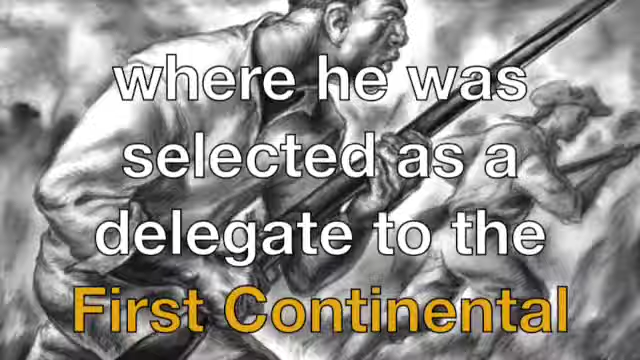 where he was
selected as a
delegate to the
First Continental